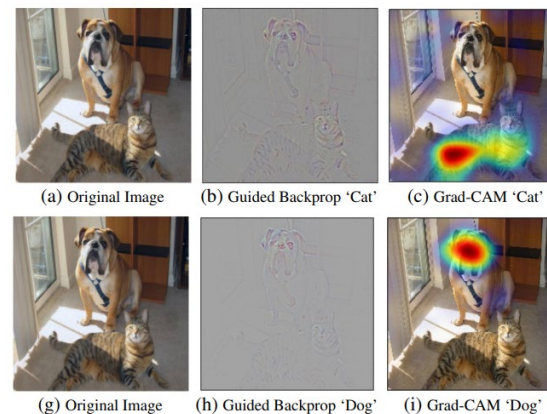 (a) Original Image
(b) Guided Backprop ‘Cat’
(c) Grad-CAM ‘Cat’
(g) Original Image
(h) Guided Backprop ‘Dog’
(i) Grad-CAM ‘Dog’